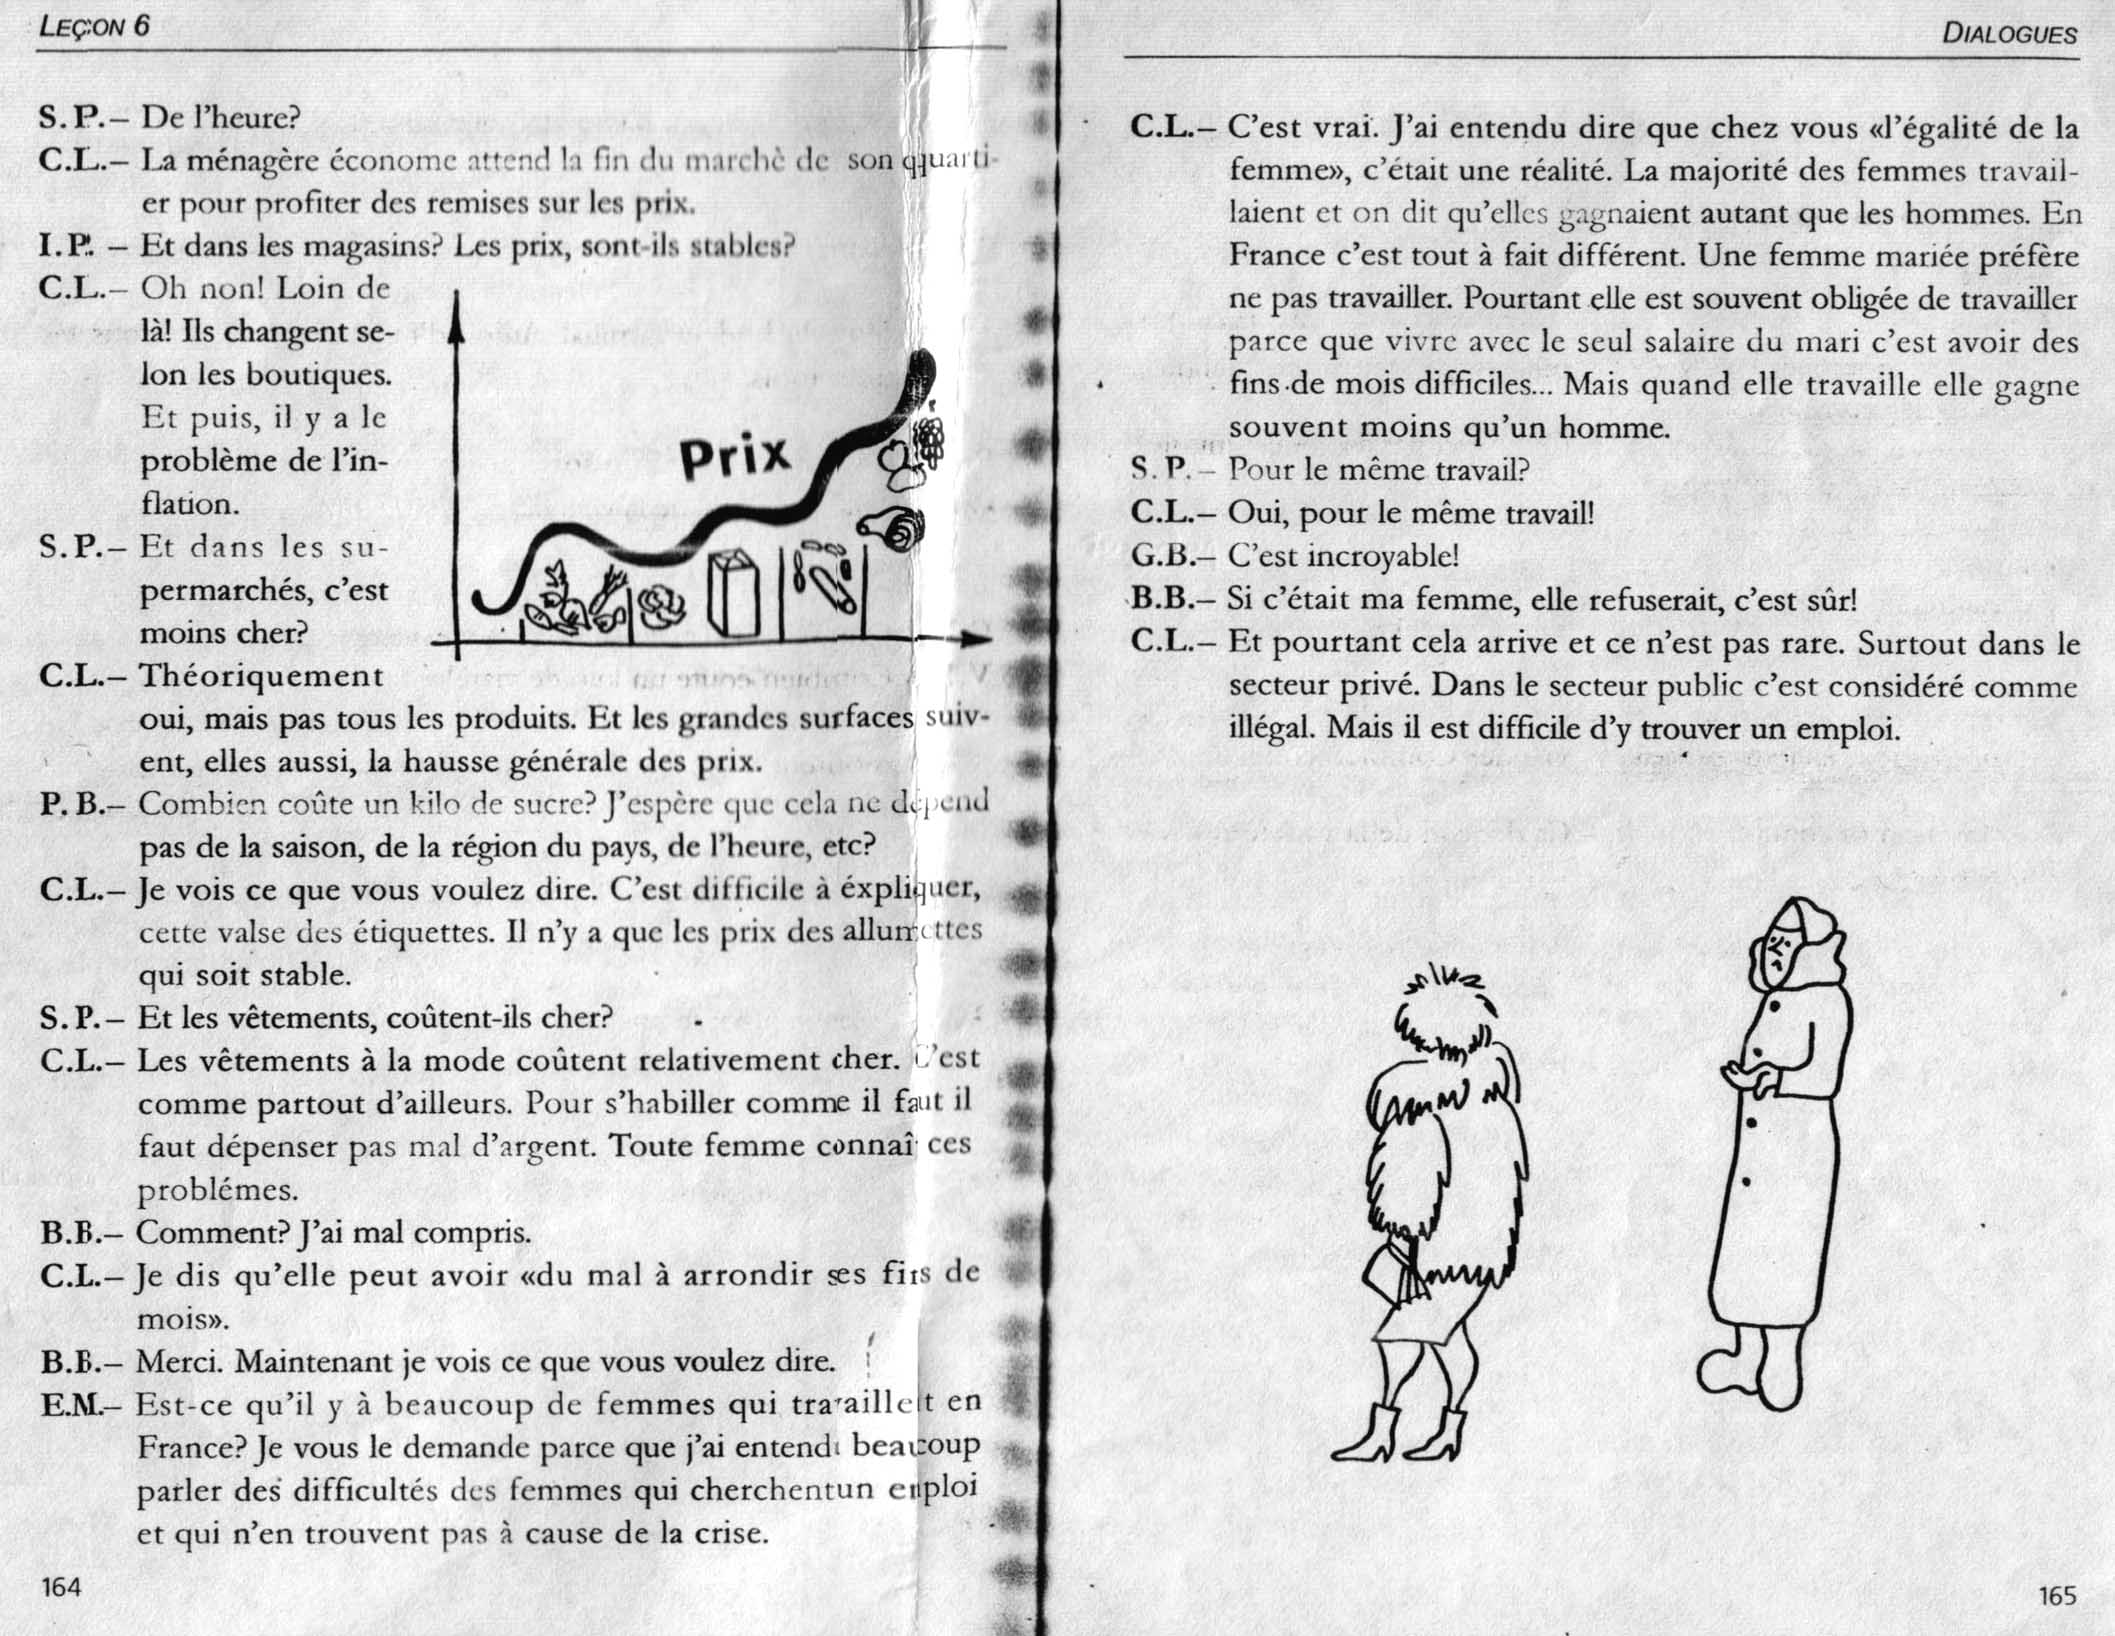 LEÇON 6
S.P.– De l'heure?
C.L.– La ménagère économe attend la fin du marchè de son qquarti-
er pour profiter des remises sur les prix.
I.P. – Et dans les magasins? Les prix, sont-ils stables?
C.L.– Oh non! Loin de
là! Ils changent se-
lon les boutiques.
Et puis, il y a le
problème de l'in-
flation.
S.P.– Et dans les su-
permarchés, c'est
moins cher?
C.L.– Théoriquement
oui, mais pas tous les produits. Et les grandes surfaces suiv-
ent, elles aussi, la hausse générale des prix.
P.B.– Combien coûte un kilo de sucre? J'espère que cela ne dépend
pas de la saison, de la région du pays, de l'heure, etc?
C.L.– Je vois ce que vous voulez dire. C'est difficile à éxpliquer,
cette valse des étiquettes. Il n'y a que les prix des allumettes
qui soit stable.
S.P.– Et les vêtements, coûtent-ils cher?
C.L.– Les vêtements à la mode coûtent relativement cher. C'est
comme partout d'ailleurs. Pour s'habiller comme il faut il
faut dépenser pas mal d'argent. Toute femme connaît ces
problémes.
B.B.– Comment? J'ai mal compris.
C.L.– Je dis qu'elle peut avoir «du mal à arrondir ses fins de
mois».
B.B.– Merci. Maintenant je vois ce que vous voulez dire.
E.M.– Est-ce qu'il y à beaucoup de femmes qui travaillent en
France? Je vous le demande parce que j'ai entendu beaucoup
parler des difficultés des femmes qui cherchentun emploi
et qui n'en trouvent pas à cause de la crise.
164
Prix
DIALOGUES
C.L.– C'est vrai. J'ai entendu dire que chez vous «l'égalité de la
femme», c'était une réalité. La majorité des femmes travail-
laient et on dit qu'elles gagnaient autant que les hommes. En
France c'est tout à fait différent. Une femme mariée préfère
ne pas travailler. Pourtant elle est souvent obligée de travailler
parce que vivre avec le seul salaire du mari c'est avoir des
fins de mois difficiles... Mais quand elle travaille elle gagne
souvent moins qu'un homme.
S.P.– Pour le même travail?
C.L.– Oui, pour le même travail!
G.B.– C'est incroyable!
B.B.– Si c'était ma femme, elle refuserait, c'est sûr!
C.L.– Et pourtant cela arrive et ce n'est pas rare. Surtout dans le
secteur privé. Dans le secteur public c'est considéré comme
illégal. Mais il est difficile d'y trouver un emploi.
165